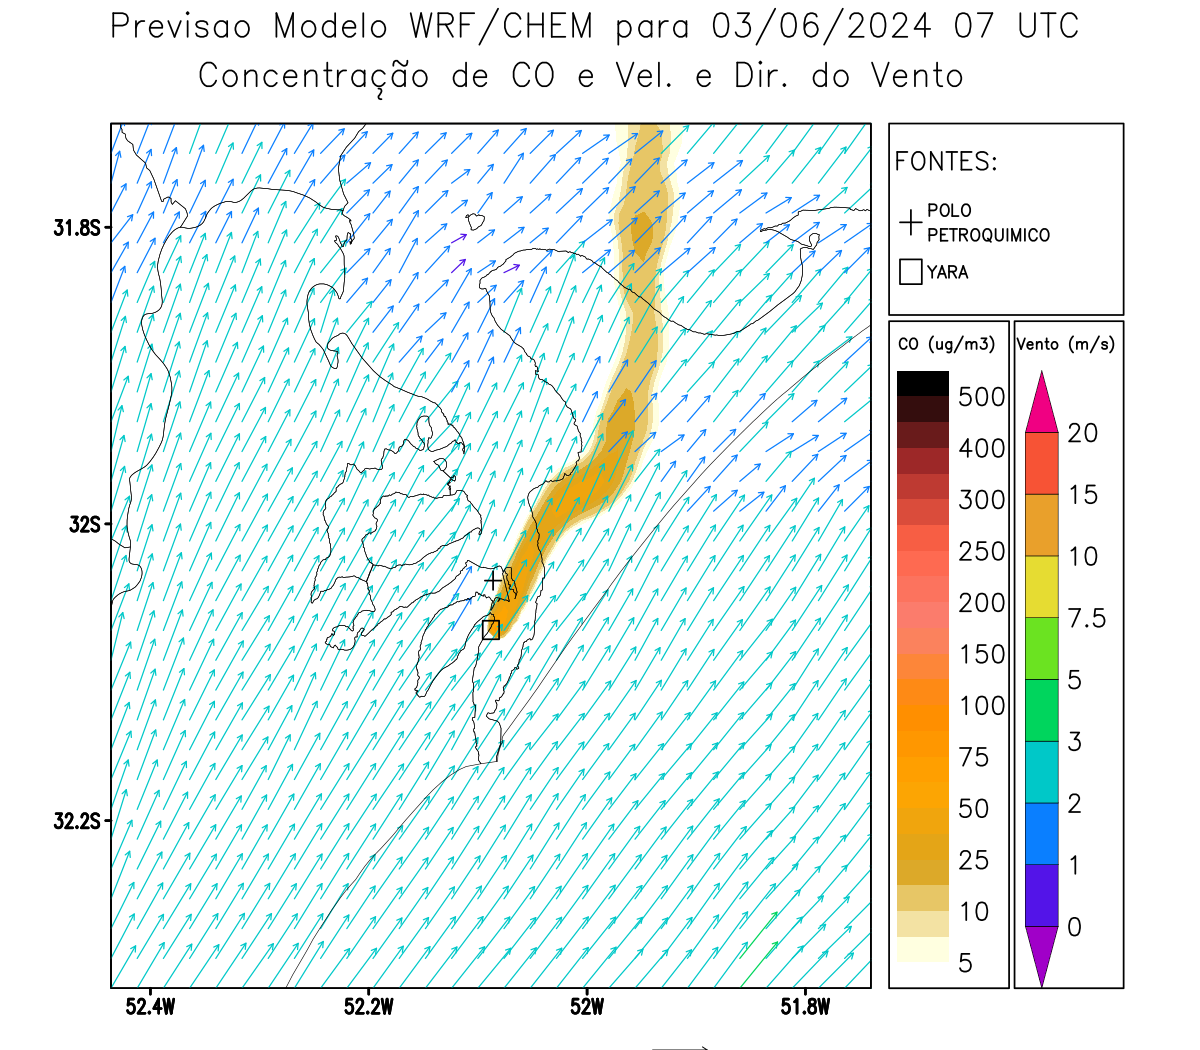 Previsao Modelo WRF/CHEM para 03/06/2024 07 UTC
Concentração de CO e Vel. e Dir. do Vento
FONTES:
POLO
PETROQUIMICO
YARA
31.8S
32S
32.2S
52.4W
52.2W
52W
51.8W
CO (ug/m3)
500
400
300
250
200
150
100
75
50
25
10
5
Vento (m/s)
20
15
10
7.5
5
3
2
1
0